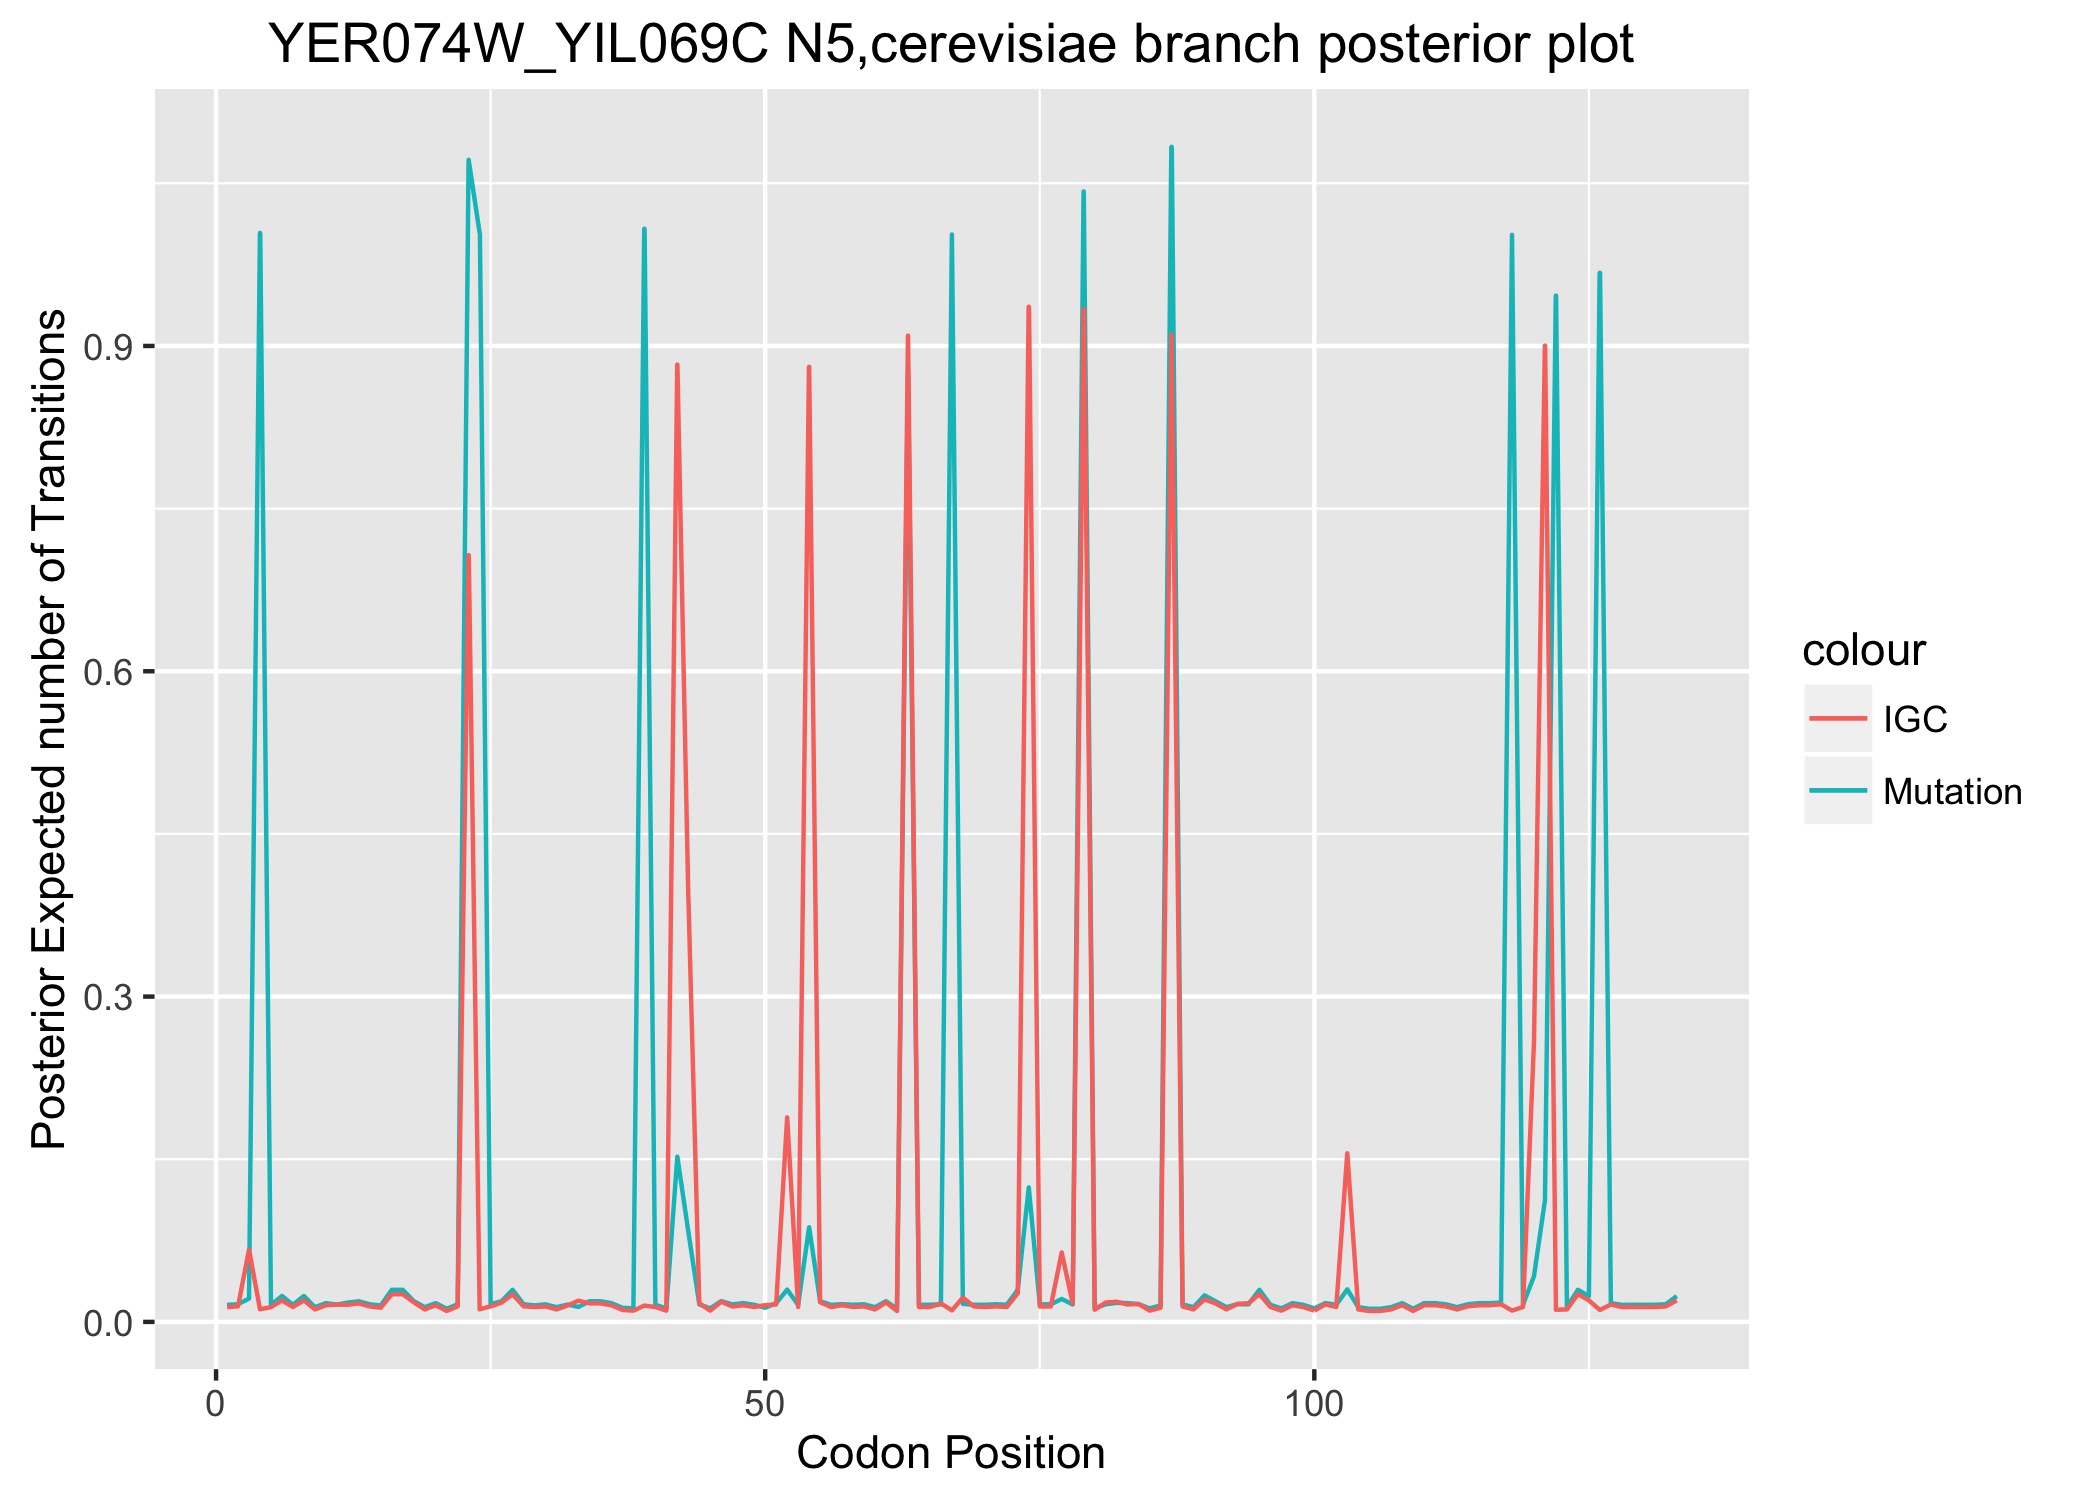 YER074W_YIL069C N5,cerevisiae branch posterior plot
Posterior Expected number of Transitions
0.9
0.6
0.3
0.0
0
50
100
Codon Position
colour
IGC
Mutation